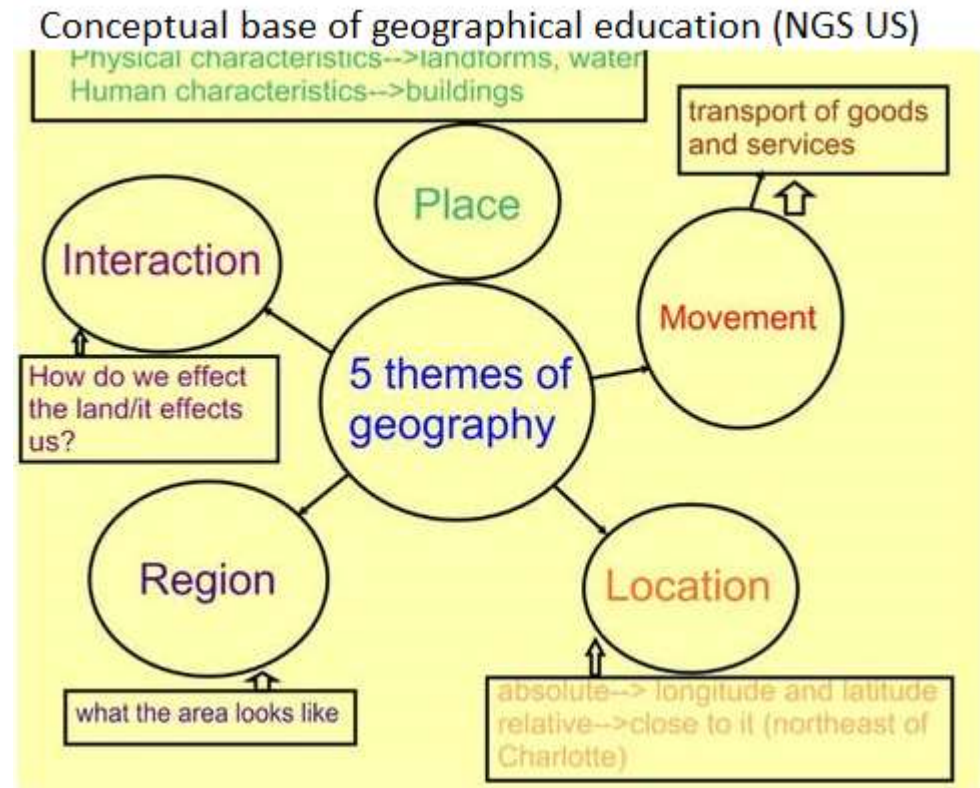 Conceptual base of geographical education (NGS US)
Physical characteristics-->landforms, water
Human characteristics-->buildings
transport of goods
and services
Place
Interaction
Movement
How do we effect
the land/it effects
us?
5 themes of
geography
Region
Location
what the area looks like
absolute--> longitude and latitude
relative-->close to it (northeast of
Charlotte)